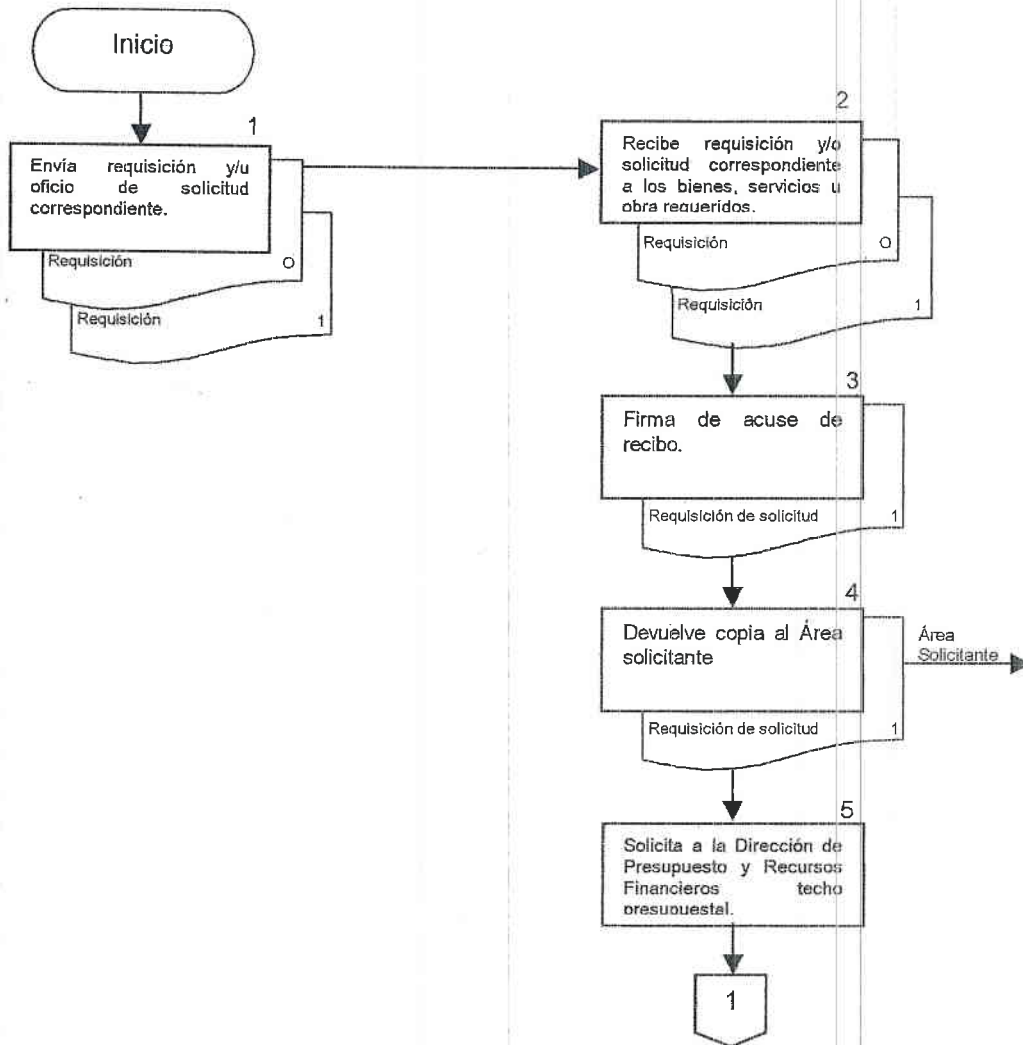 Inicio
1
Envía requisición y/u
oficio de solicitud
correspondiente.
Requisición O
Requisición 1
2
Recibe requisición y/o
solicitud correspondiente
a los bienes, servicios u
obra requeridos.
Requisición O
Requisición 1
3
Firma de acuse de
recibo.
Requisición de solicitud 1
4
Devuelve copia al Área
solicitante
Requisición de solicitud 1
Área
Solicitante
5
Solicita a la Dirección de
Presupuesto y Recursos
Financieros techo
presupuestal.
1